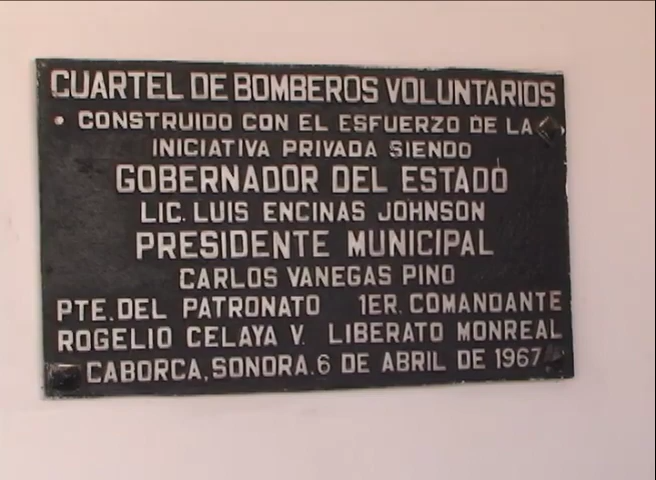 CUARTEL DE BOMBEROS VOLUNTARIOS
CONSTRUIDO CON EL ESFUERZO DE LA
INICIATIVA PRIVADA SIENDO
GOBERNADOR DEL ESTADO
LIC. LUIS ENCINAS JOHNSON
PRESIDENTE MUNICIPAL
CARLOS VANEGAS PINO
PTE. DEL PATRONATO 1ER. COMANDANTE
ROGELIO CELAYA V. LIBERATO MONREAL
CABORCA, SONORA. 6 DE ABRIL DE 1967